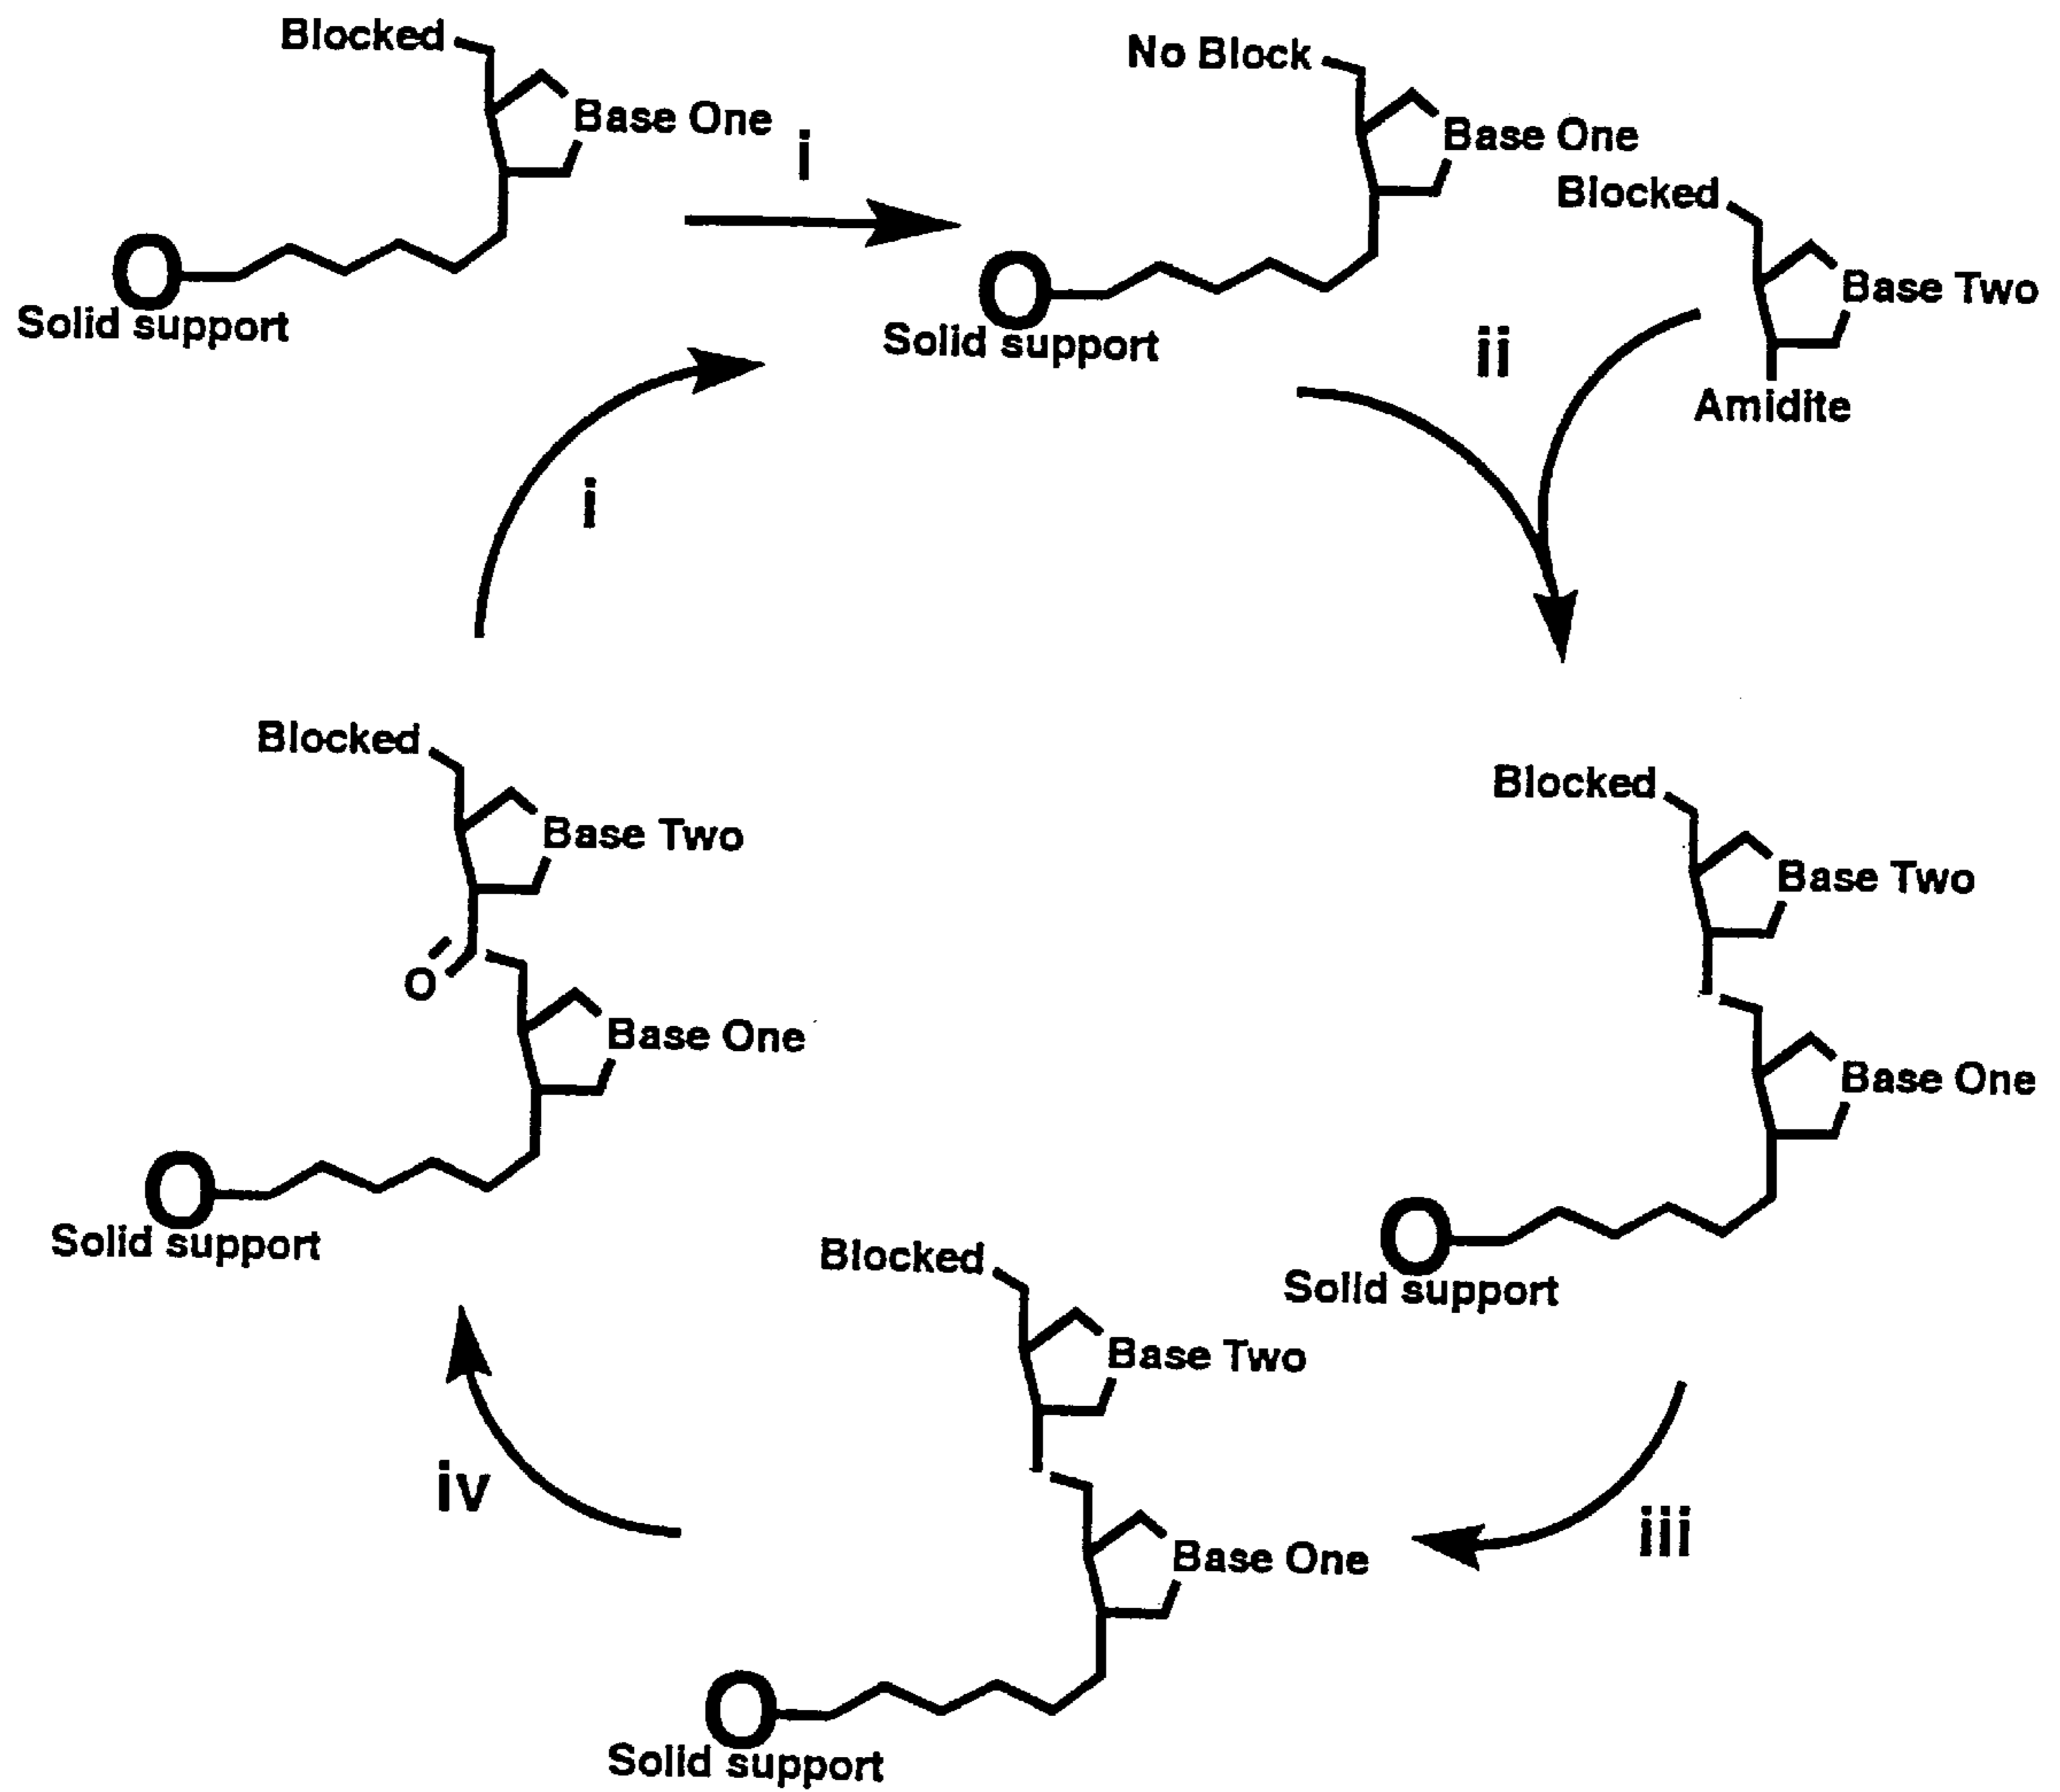 Blocked
Base One
Solid support
i
No Block
Base One
Solid support
Blocked
Base Two
Amidite
ii
i
Blocked
Base Two
O
Base One
Solid support
Blocked
Base Two
Base One
Solid support
Blocked
Base Two
Base One
Solid support
iv
iii